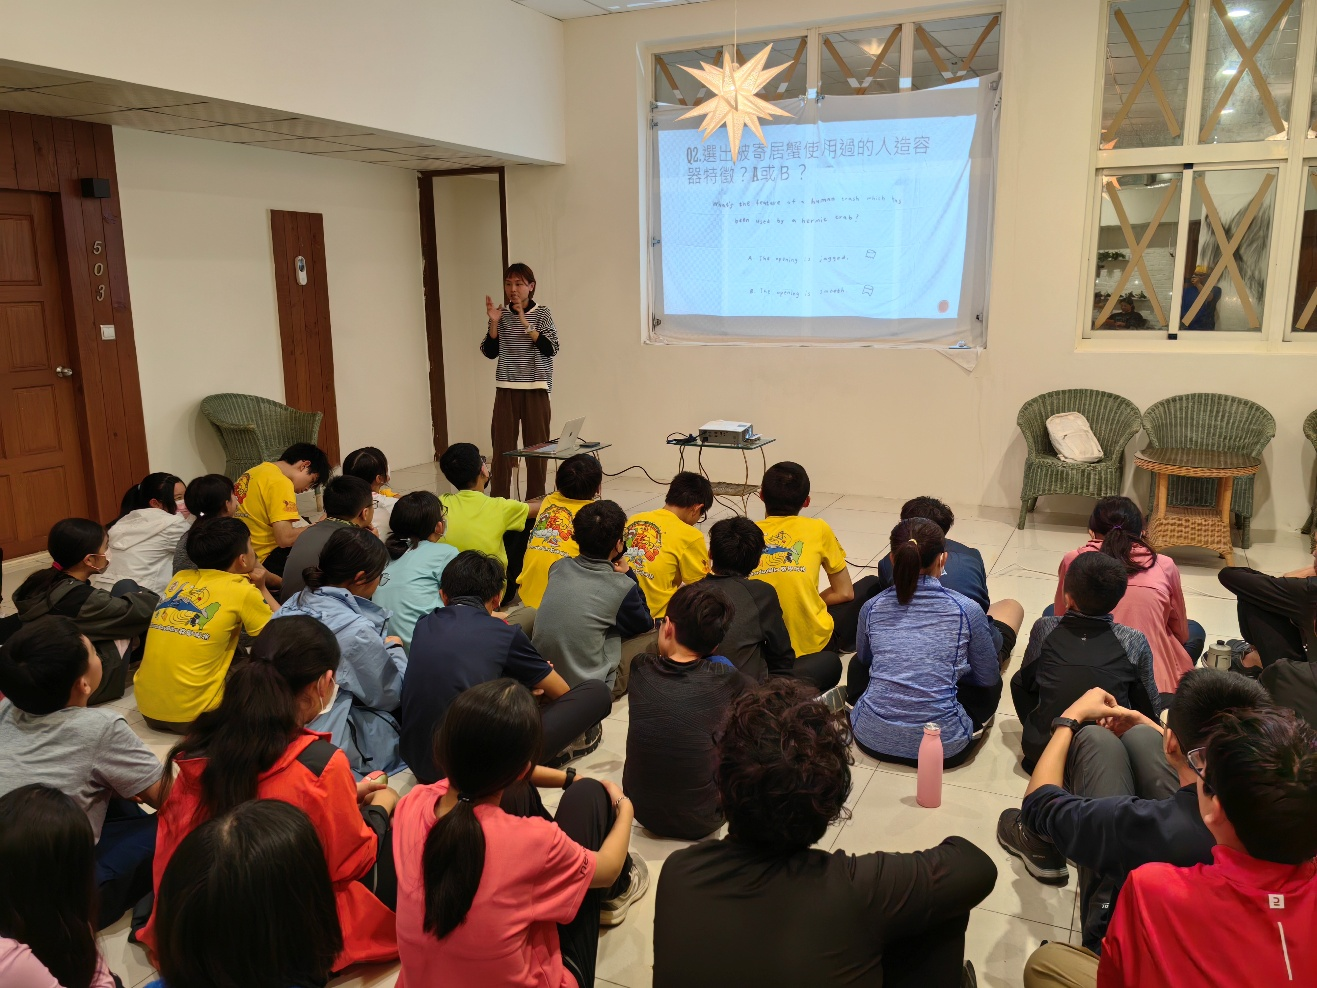 Q2.選出被寄居蟹使用過的人造容
器特徵？A或B？
What's the feature of a human trash which has
been used by a hermit crab?
A. The opening is jagged.
B. The opening is smooth.
503